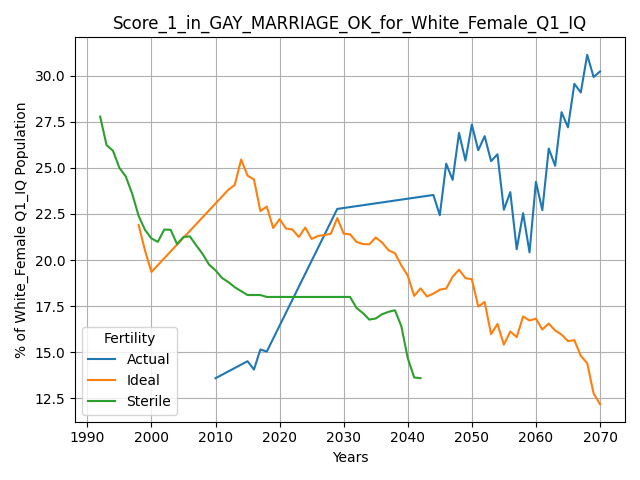 Score_1_in_GAY_MARRIAGE_OK_for_White_Female_Q1_IQ
% of White_Female Q1_IQ Population
30.0
27.5
25.0
22.5
20.0
17.5
15.0
12.5
Fertility
Actual
Ideal
Sterile
1990 2000 2010 2020 2030 2040 2050 2060 2070
Years